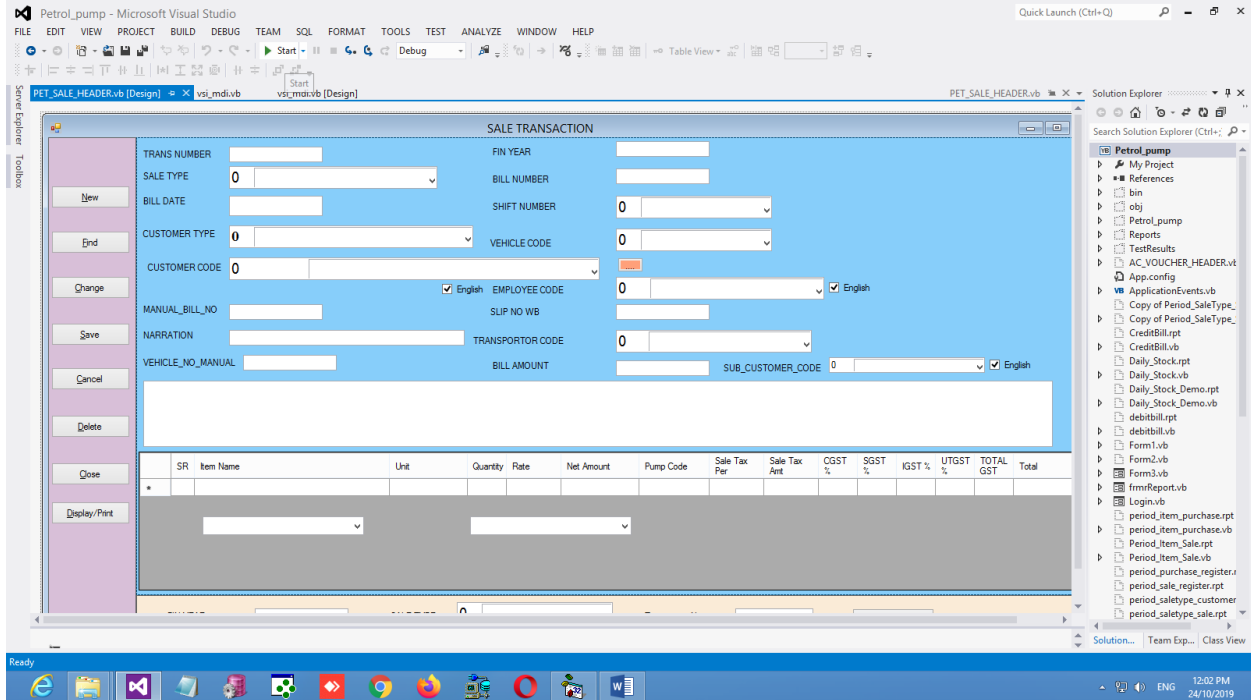 Petrol_pump - Microsoft Visual Studio
Quick Launch (Ctrl+Q)
FILE EDIT VIEW PROJECT BUILD DEBUG TEAM SQL FORMAT TOOLS TEST ANALYZE WINDOW HELP
Start Debug Table View
Start
PET_SALE_HEADER.vb [Design] vsi_mdi.vb vsi_mdi.vb [Design] PET_SALE_HEADER.vb
Server Explorer
Toolbox
SALE TRANSACTION
New
Find
Change
Save
Cancel
Delete
Close
Display/Print
TRANS NUMBER FIN YEAR
SALE TYPE 0 BILL NUMBER
BILL DATE SHIFT NUMBER 0
CUSTOMER TYPE 0 VEHICLE CODE 0
CUSTOMER CODE 0 ....
English EMPLOYEE CODE 0 English
MANUAL_BILL_NO SLIP NO WB
NARRATION TRANSPORTOR CODE 0
VEHICLE_NO_MANUAL BILL AMOUNT SUB_CUSTOMER_CODE 0 English
SR Item Name Unit Quantity Rate Net Amount Pump Code Sale Tax Per Sale Tax Amt CGST % SGST % IGST % UTGST % TOTAL GST Total
0
Solution Explorer
Search Solution Explorer (Ctrl+;
Petrol_pump
My Project
References
bin
obj
Petrol_pump
Reports
TestResults
AC_VOUCHER_HEADER.vb
App.config
ApplicationEvents.vb
Copy of Period_SaleType_
Copy of Period_SaleType_
CreditBill.rpt
CreditBill.vb
Daily_Stock.rpt
Daily_Stock.vb
Daily_Stock_Demo.rpt
Daily_Stock_Demo.vb
debitbill.rpt
debitbill.vb
Form1.vb
Form2.vb
Form3.vb
frmrReport.vb
Login.vb
period_item_purchase.rpt
period_item_purchase.vb
Period_Item_Sale.rpt
Period_Item_Sale.vb
period_purchase_register.r
period_sale_register.rpt
period_saletype_customer
period_saletype_sale.rpt
Solution... Team Exp... Class View
Ready
ENG
12:02 PM
24/10/2019